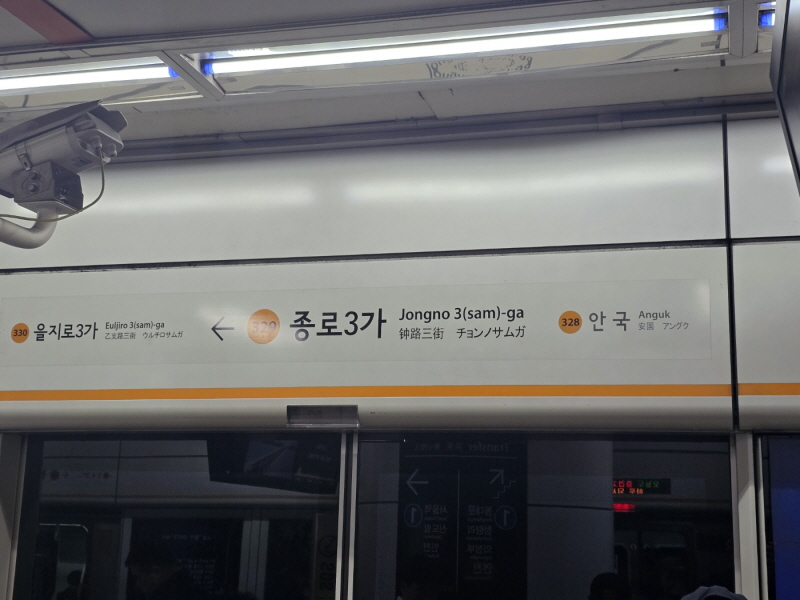 330 을지로3가 Euljiro 3(sam)-ga
乙支路三街 ウルチロサムガ
← 329 종로3가 Jongno 3(sam)-ga
钟路三街 チョンノサムガ
328 안국 Anguk
安国 アングク